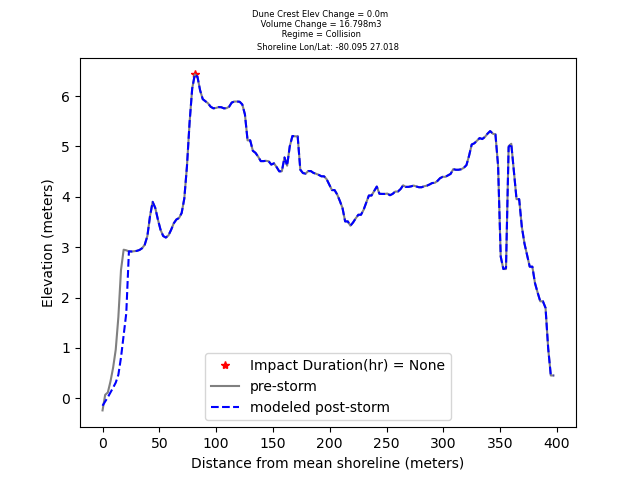 Dune Crest Elev Change = 0.0m
Volume Change = 16.798m3
Regime = Collision
Shoreline Lon/Lat: -80.095 27.018
6
5
4
3
2
1
0
Elevation (meters)
Impact Duration(hr) = None
pre-storm
modeled post-storm
0 50 100 150 200 250 300 350 400
Distance from mean shoreline (meters)